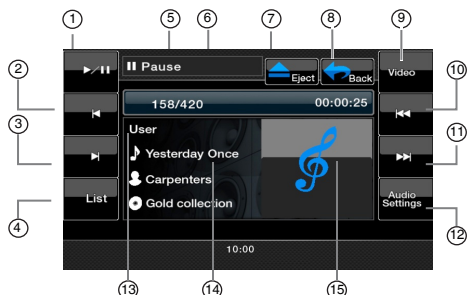 ① ⑤ ⑥ ⑦ ⑧ ⑨
Pause
Eject
Back
Video
② ⑩
158/420 00:00:25
User
③ ⑪
Yesterday Once
Carpenters
List
Gold collection
Audio
Settings
④ ⑫
10:00
⑬ ⑭ ⑮